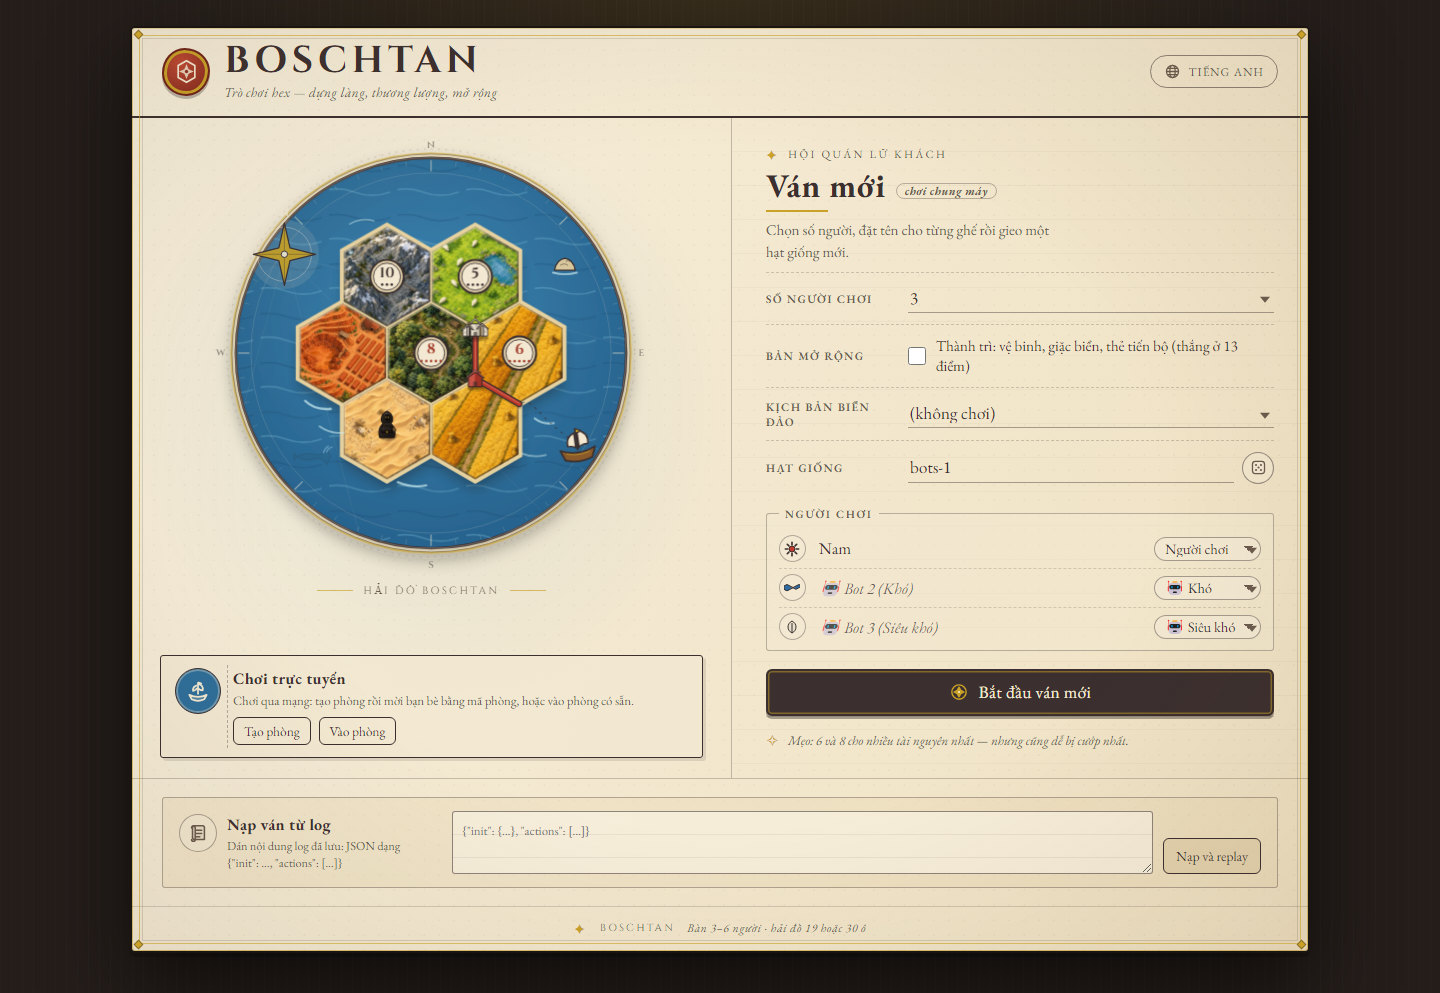 BOSCHTAN
Trò chơi hex — dựng làng, thương lượng, mở rộng
TIẾNG ANH
N
W
E
S
10
5
8
6
HẢI ĐỒ BOSCHTAN
Chơi trực tuyến
Chơi qua mạng: tạo phòng rồi mời bạn bè bằng mã phòng, hoặc vào phòng có sẵn.
Tạo phòng
Vào phòng
HỘI QUÁN LỮ KHÁCH
Ván mới
chơi chung máy
Chọn số người, đặt tên cho từng ghế rồi gieo một
hạt giống mới.
SỐ NGƯỜI CHƠI
3
BẢN MỞ RỘNG
Thành trì: vệ binh, giặc biển, thẻ tiến bộ (thắng ở 13
điểm)
KỊCH BẢN BIỂN
ĐẢO
(không chơi)
HẠT GIỐNG
bots-1
NGƯỜI CHƠI
Nam
Người chơi
Bot 2 (Khó)
Khó
Bot 3 (Siêu khó)
Siêu khó
Bắt đầu ván mới
Mẹo: 6 và 8 cho nhiều tài nguyên nhất — nhưng cũng dễ bị cướp nhất.
Nạp ván từ log
Dán nội dung log đã lưu: JSON dạng
{"init": ..., "actions": [...]}
{"init": {...}, "actions": [...]}
Nạp và replay
BOSCHTAN
Bàn 3–6 người · hải đồ 19 hoặc 30 ô